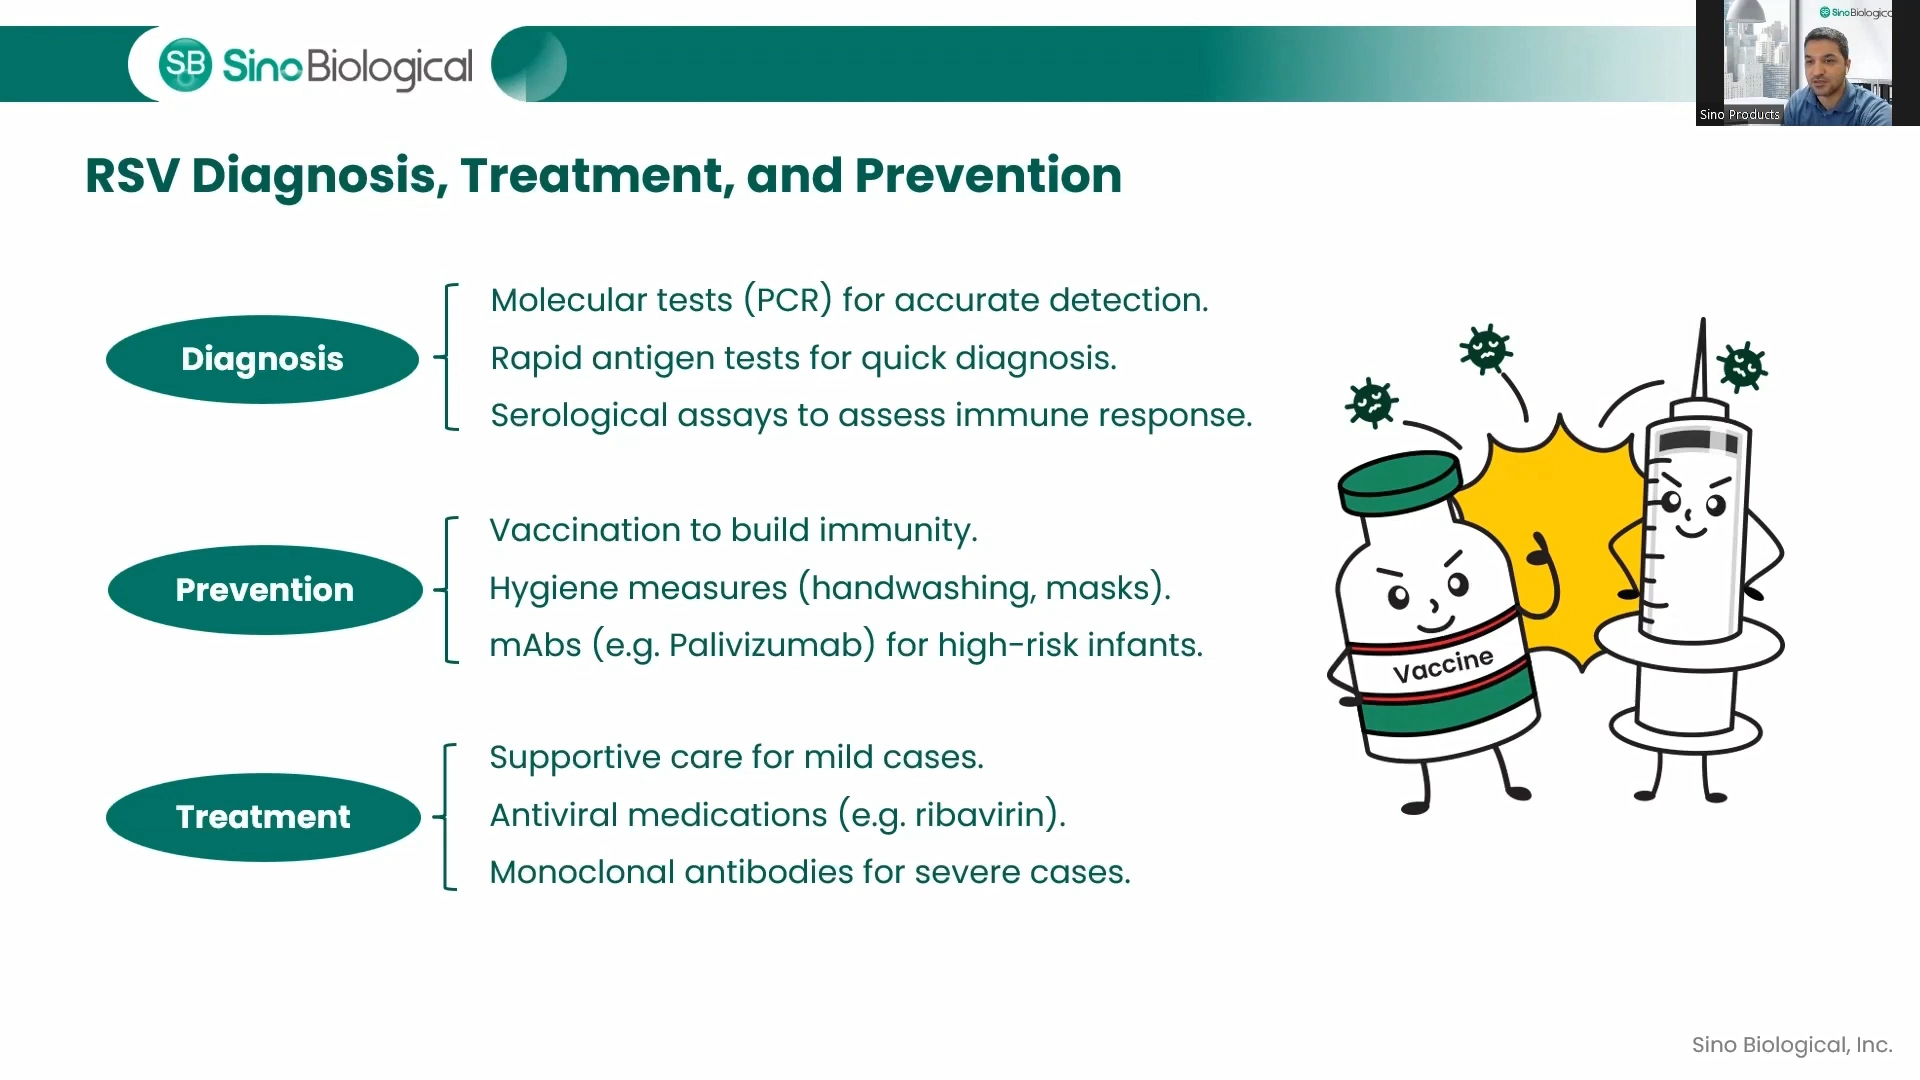 SB SinoBiological
SB SinoBiologic
Sino Products
RSV Diagnosis, Treatment, and Prevention
Diagnosis
Molecular tests (PCR) for accurate detection.
Rapid antigen tests for quick diagnosis.
Serological assays to assess immune response.
Prevention
Vaccination to build immunity.
Hygiene measures (handwashing, masks).
mAbs (e.g. Palivizumab) for high-risk infants.
Treatment
Supportive care for mild cases.
Antiviral medications (e.g. ribavirin).
Monoclonal antibodies for severe cases.
Vaccine
Sino Biological, Inc.